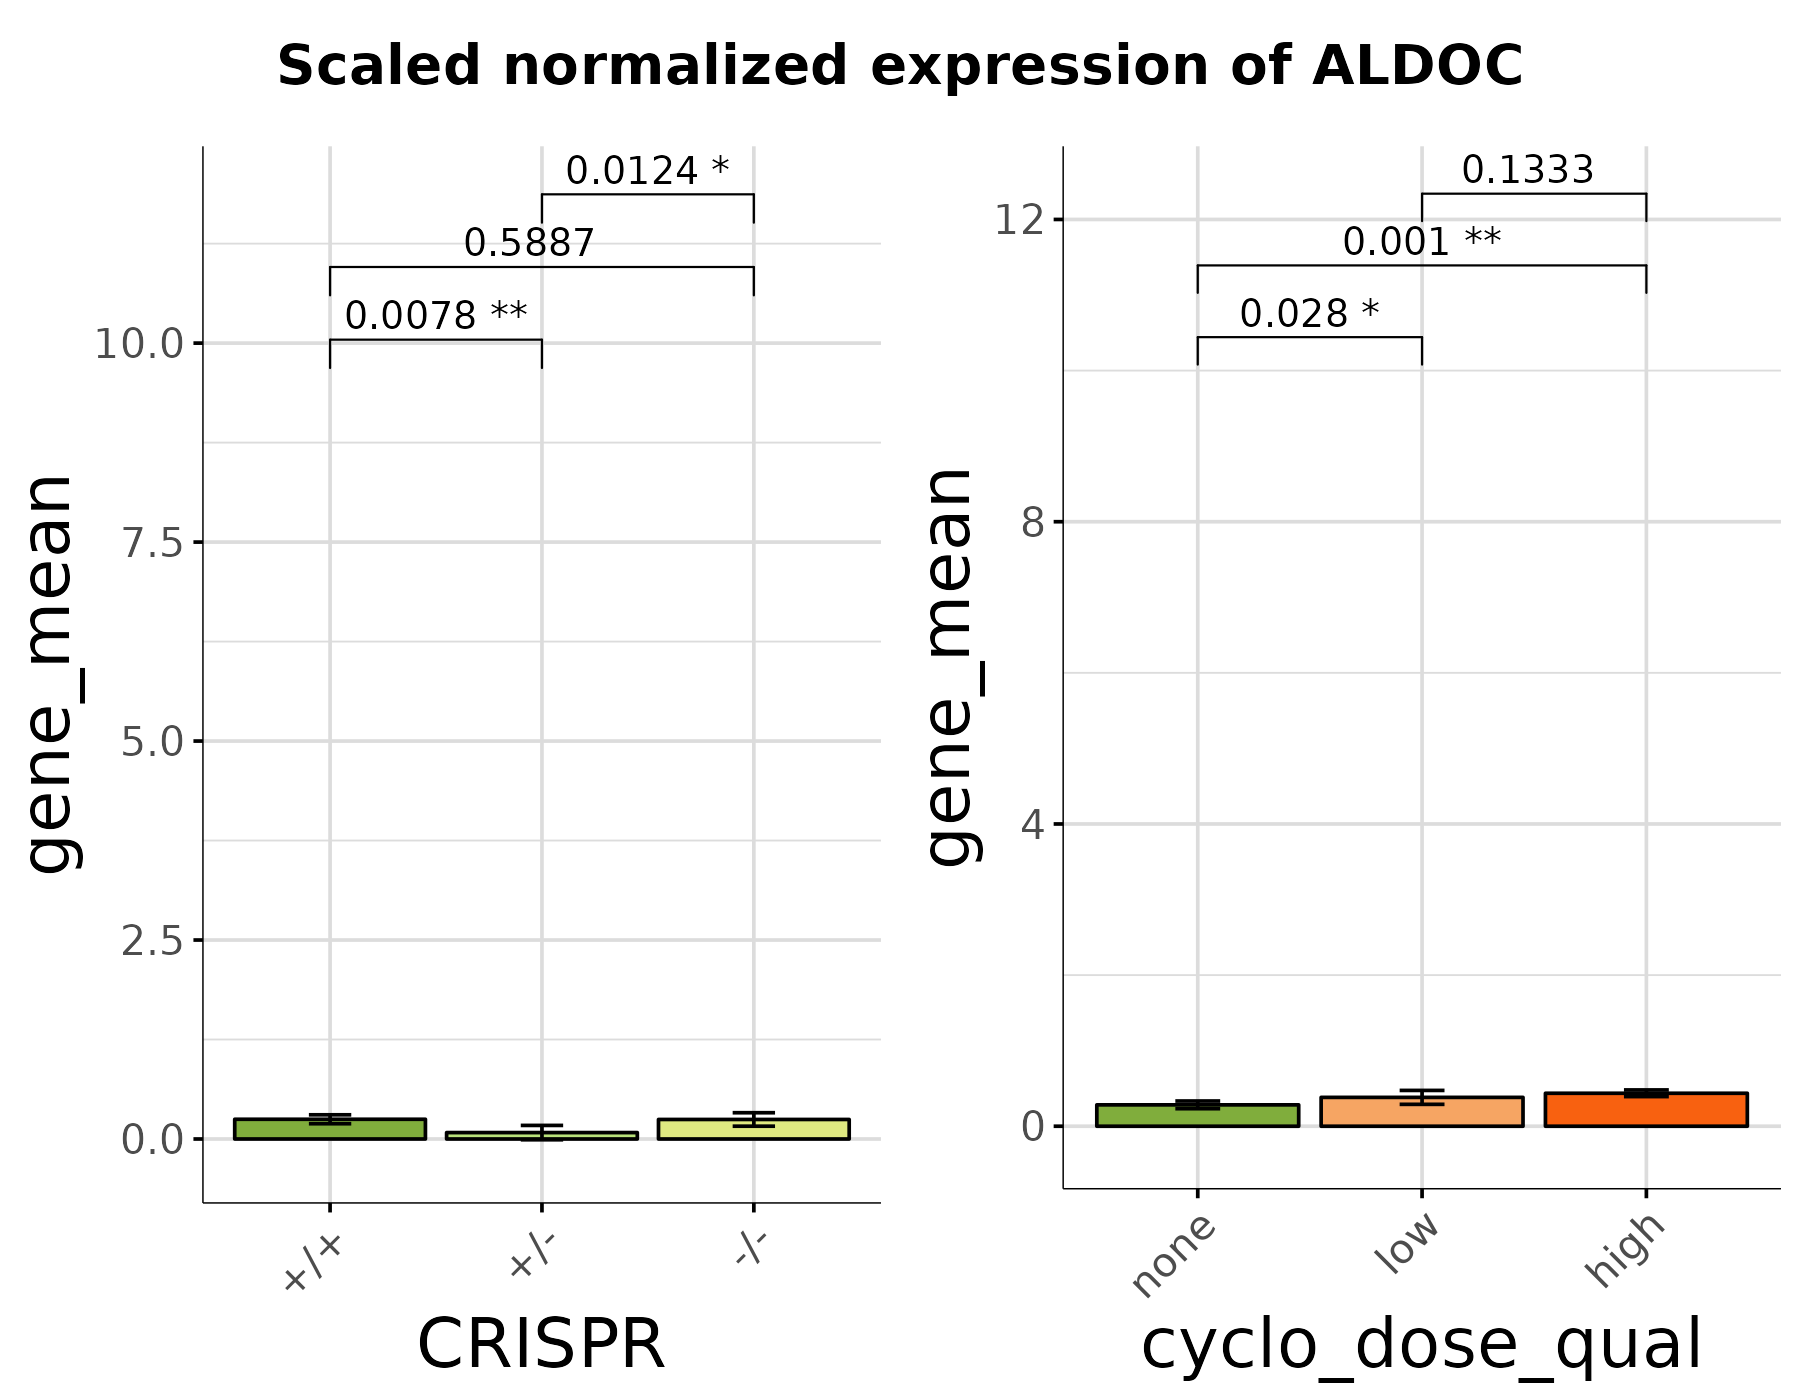 Scaled normalized expression of ALDOC
gene_mean
10.0
7.5
5.0
2.5
0.0
0.0124 *
0.5887
0.0078 **
+/+
+/-
-/-
CRISPR
gene_mean
12
8
4
0
0.1333
0.001 **
0.028 *
none
low
high
cyclo_dose_qual